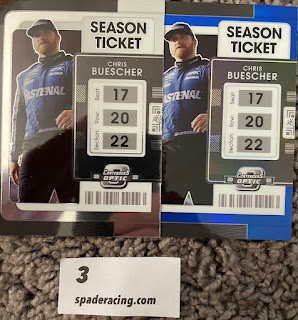 SEASON
TICKET
CHRIS
BUESCHER
Seat:
17
Row:
20
Section:
22
FASTENAL
CONTENDERS
OPTIC
SEASON
TICKET
CHRIS
BUESCHER
Seat:
17
Row:
20
Section:
22
CONTENDERS
OPTIC
3
spaderacing.com